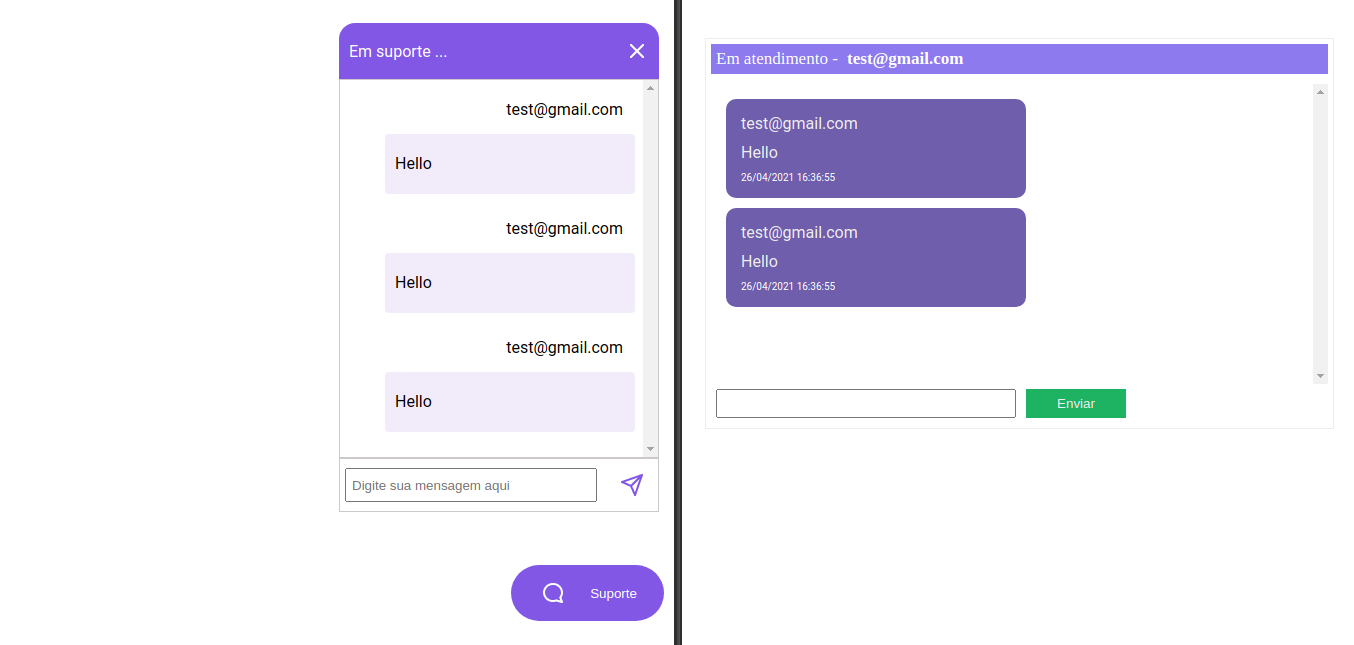 Em suporte ...
test@gmail.com
Hello
test@gmail.com
Hello
test@gmail.com
Hello
Digite sua mensagem aqui
Suporte
Em atendimento - test@gmail.com
test@gmail.com
Hello
26/04/2021 16:36:55
test@gmail.com
Hello
26/04/2021 16:36:55
Enviar